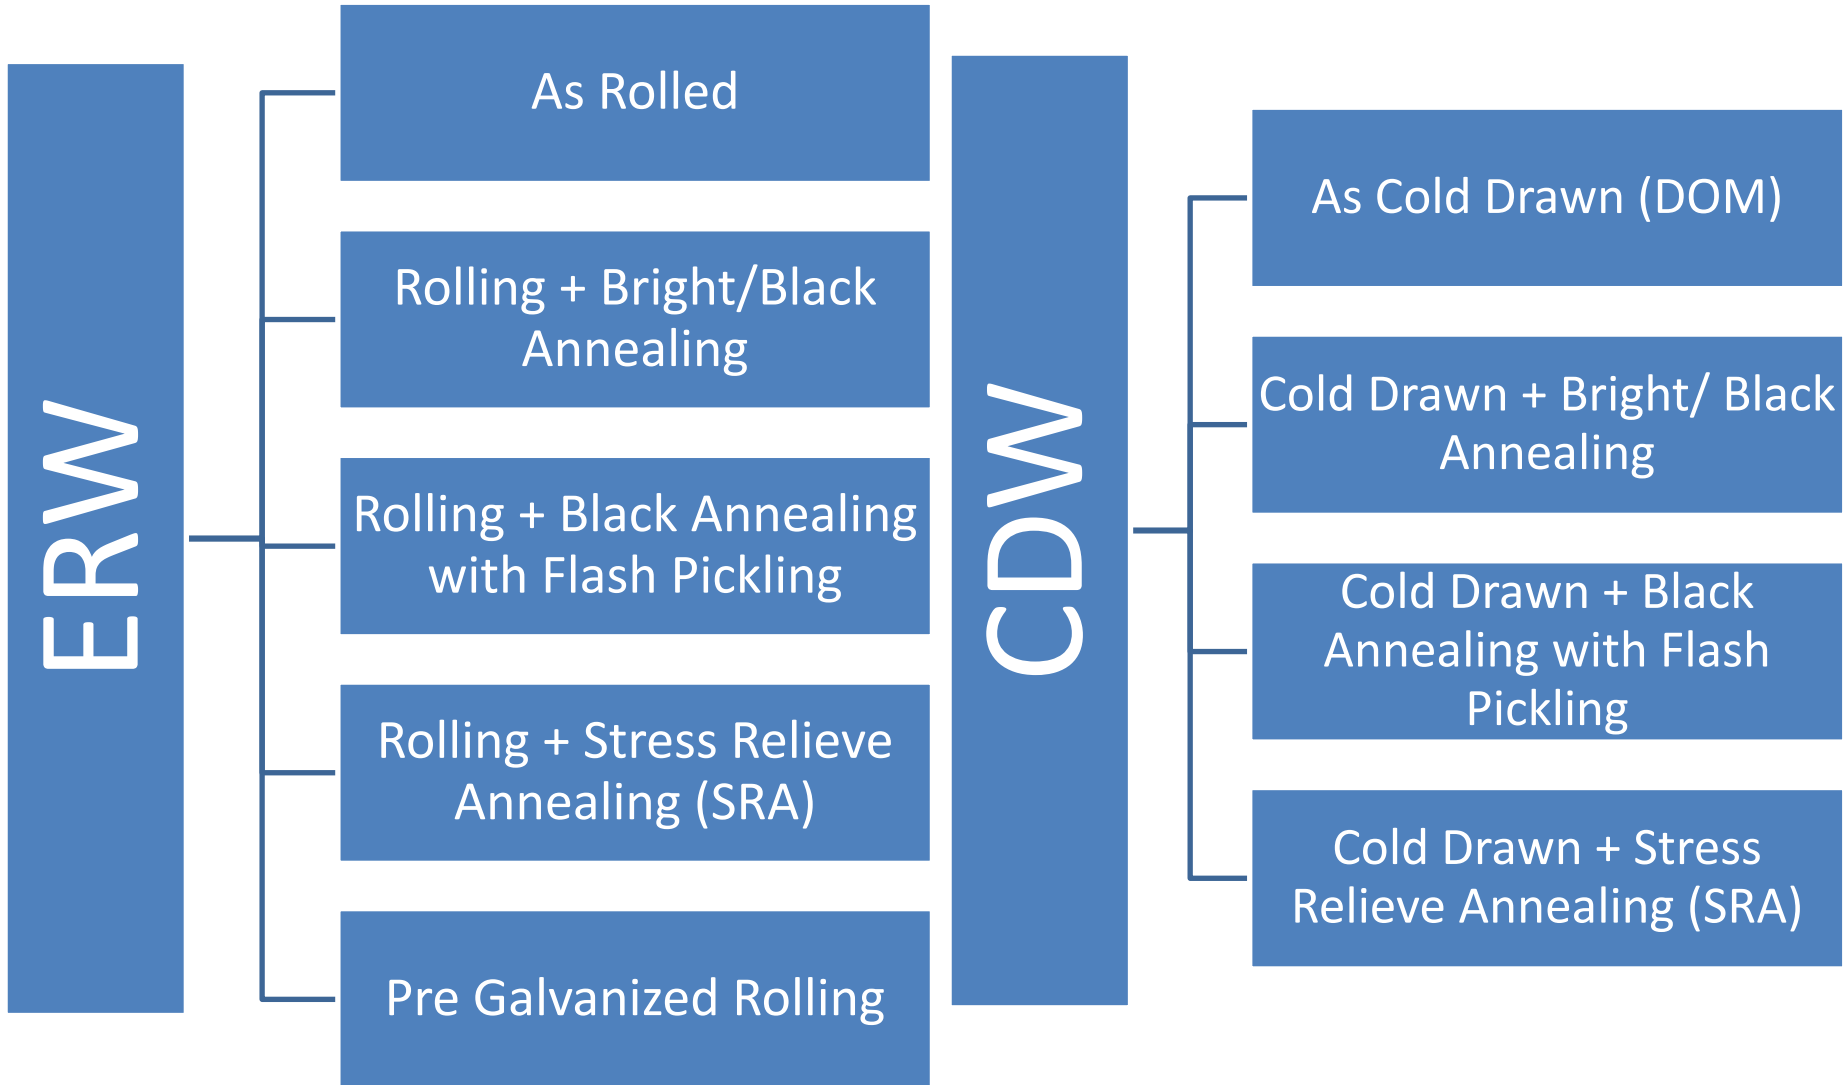 ERW
As Rolled
Rolling + Bright/Black
Annealing
Rolling + Black Annealing
with Flash Pickling
Rolling + Stress Relieve
Annealing (SRA)
Pre Galvanized Rolling
CDW
As Cold Drawn (DOM)
Cold Drawn + Bright/ Black
Annealing
Cold Drawn + Black
Annealing with Flash
Pickling
Cold Drawn + Stress
Relieve Annealing (SRA)